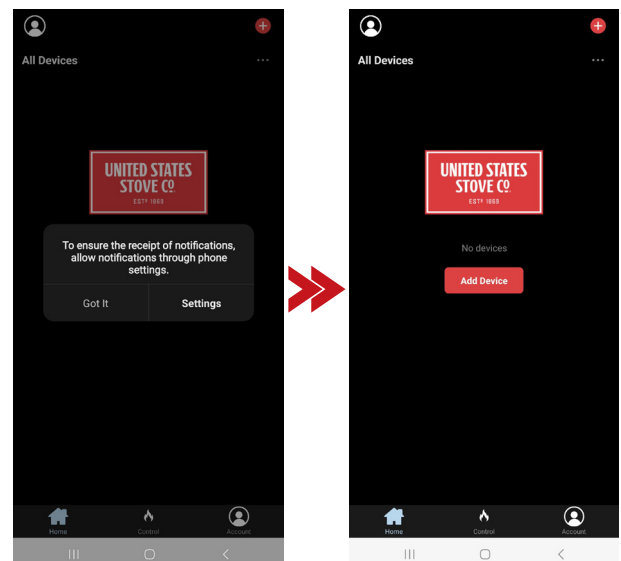 All Devices
UNITED STATES
STOVE CO.
ESTD 1869
To ensure the receipt of notifications,
allow notifications through phone
settings.
Got It
Settings
Home
Control
Account
All Devices
UNITED STATES
STOVE CO.
ESTD 1869
No devices
Add Device
Home
Control
Account